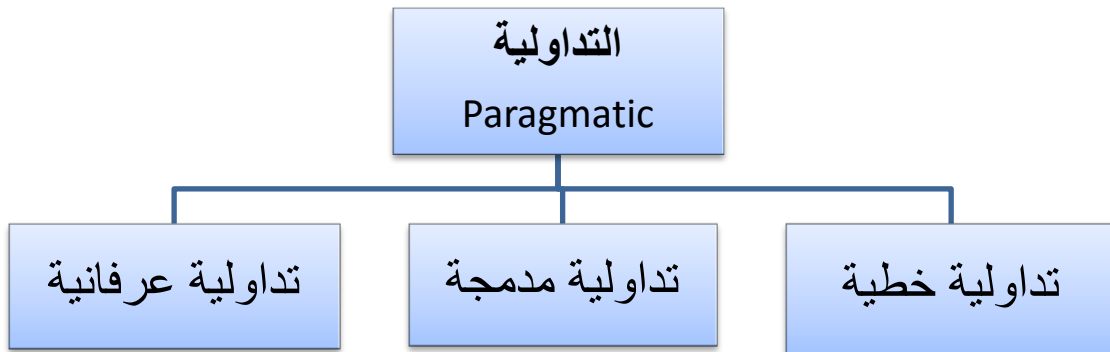 التداولية
Paragmatic
تداولية خطية
تداولية مدمجة
تداولية عرفانية